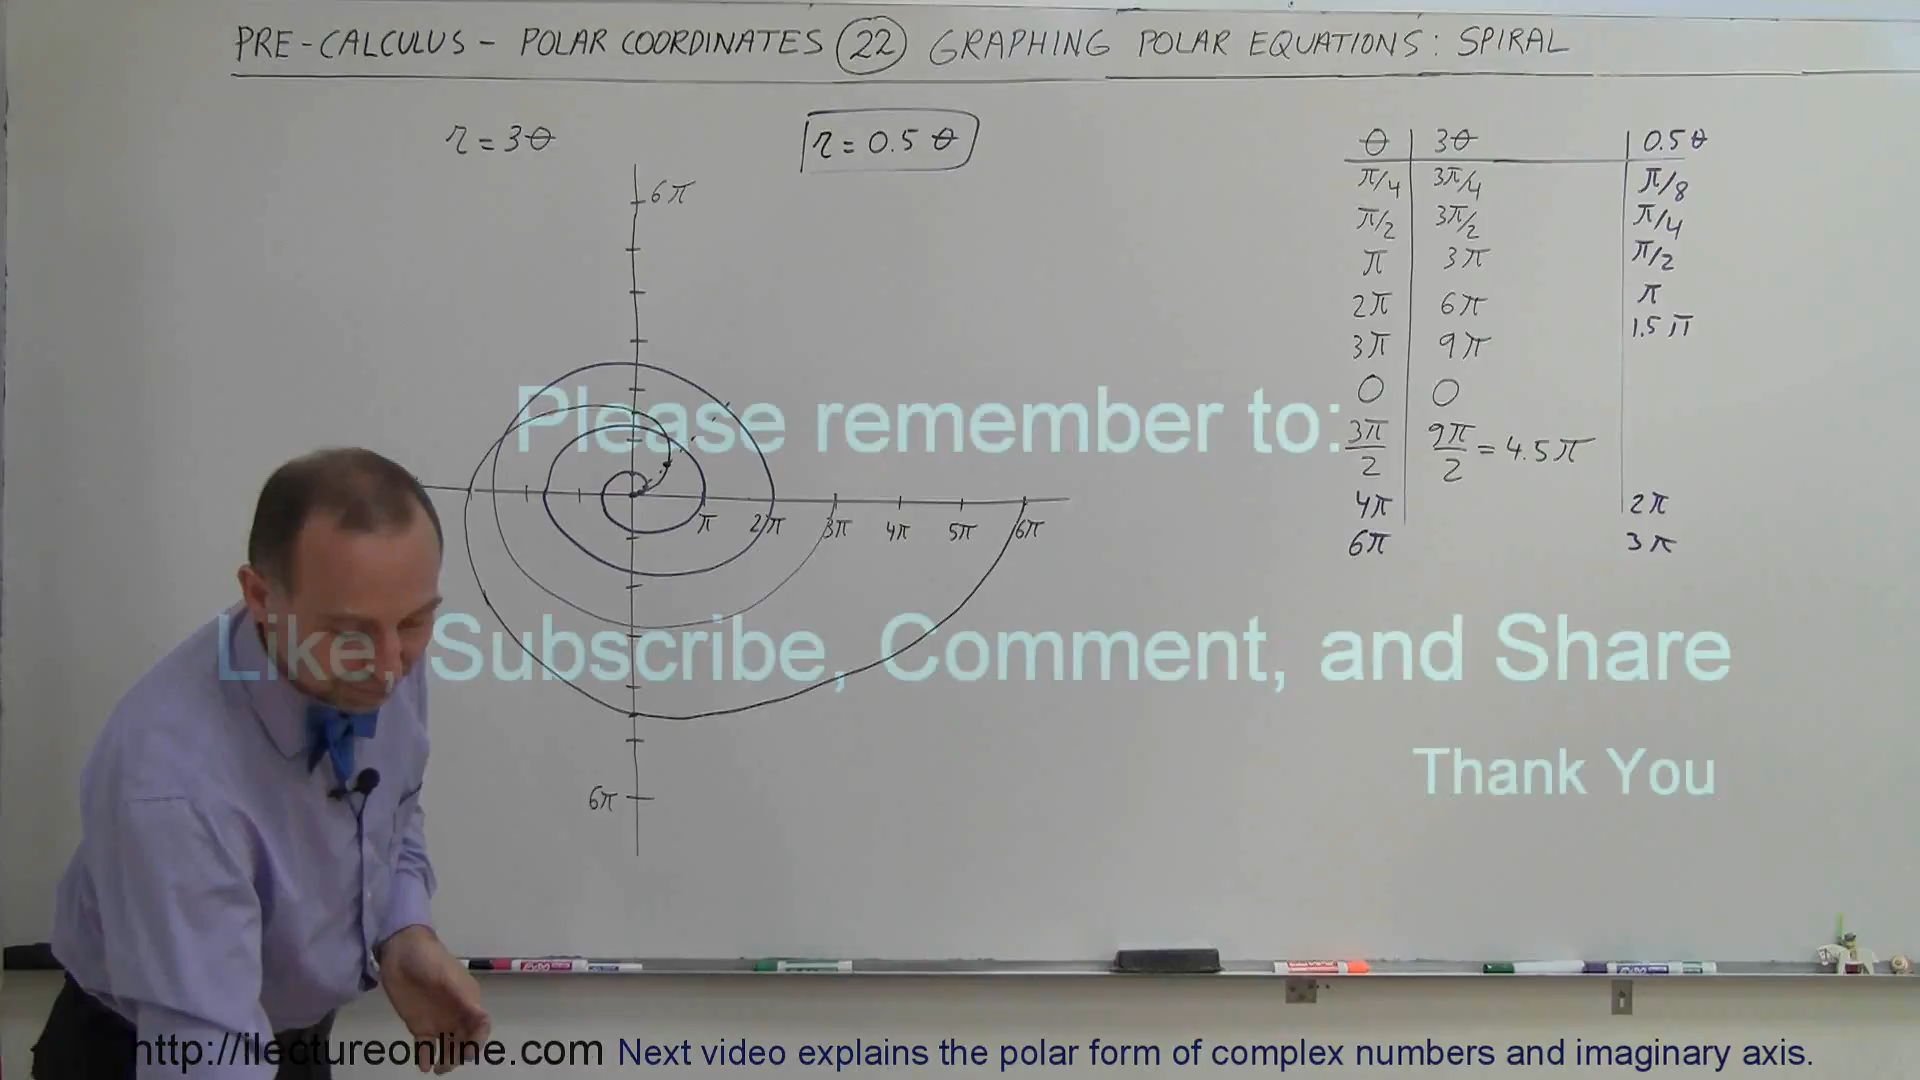 PRE-CALCULUS - POLAR COORDINATES 22 GRAPHING POLAR EQUATIONS: SPIRAL
r = 3θ
r = 0.5 θ
θ 3θ 0.5 θ
π/4 3π/4 π/8
π/2 3π/2 π/4
π 3π π/2
2π 6π π
3π 9π 1.5 π
0 0
3π/2 9π/2 = 4.5π
4π 2π
6π 3π
6π
π 2π 3π 4π 5π 6π
6π
Please remember to:
Like, Subscribe, Comment, and Share
Thank You
http://ilectureonline.com Next video explains the polar form of complex numbers and imaginary axis.